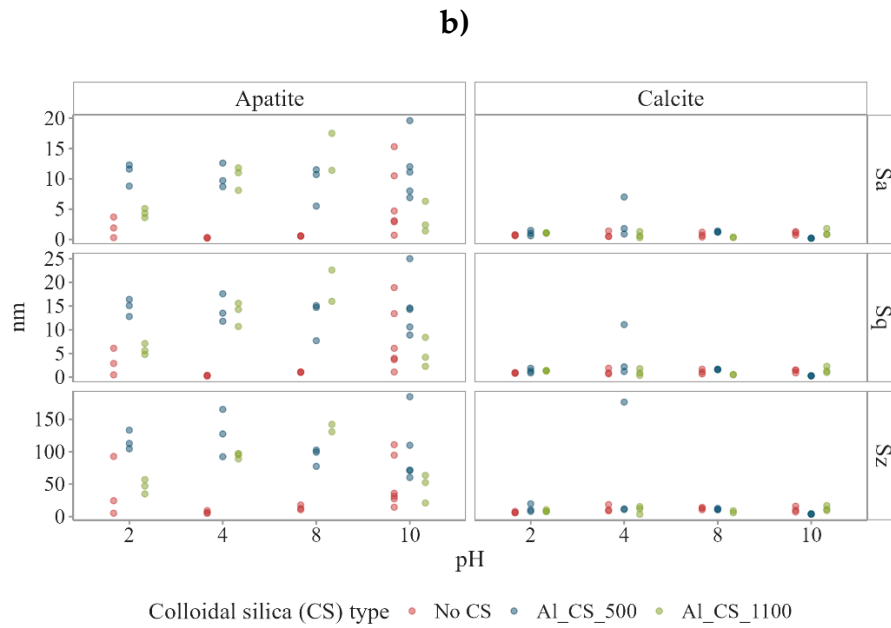 b)
Apatite Calcite
20
15
10
5
0
Sa
25
20
15
10
5
0
Sq
nm
150
100
50
0
Sz
2 4 8 10 2 4 8 10
pH
Colloidal silica (CS) type No CS Al_CS_500 Al_CS_1100